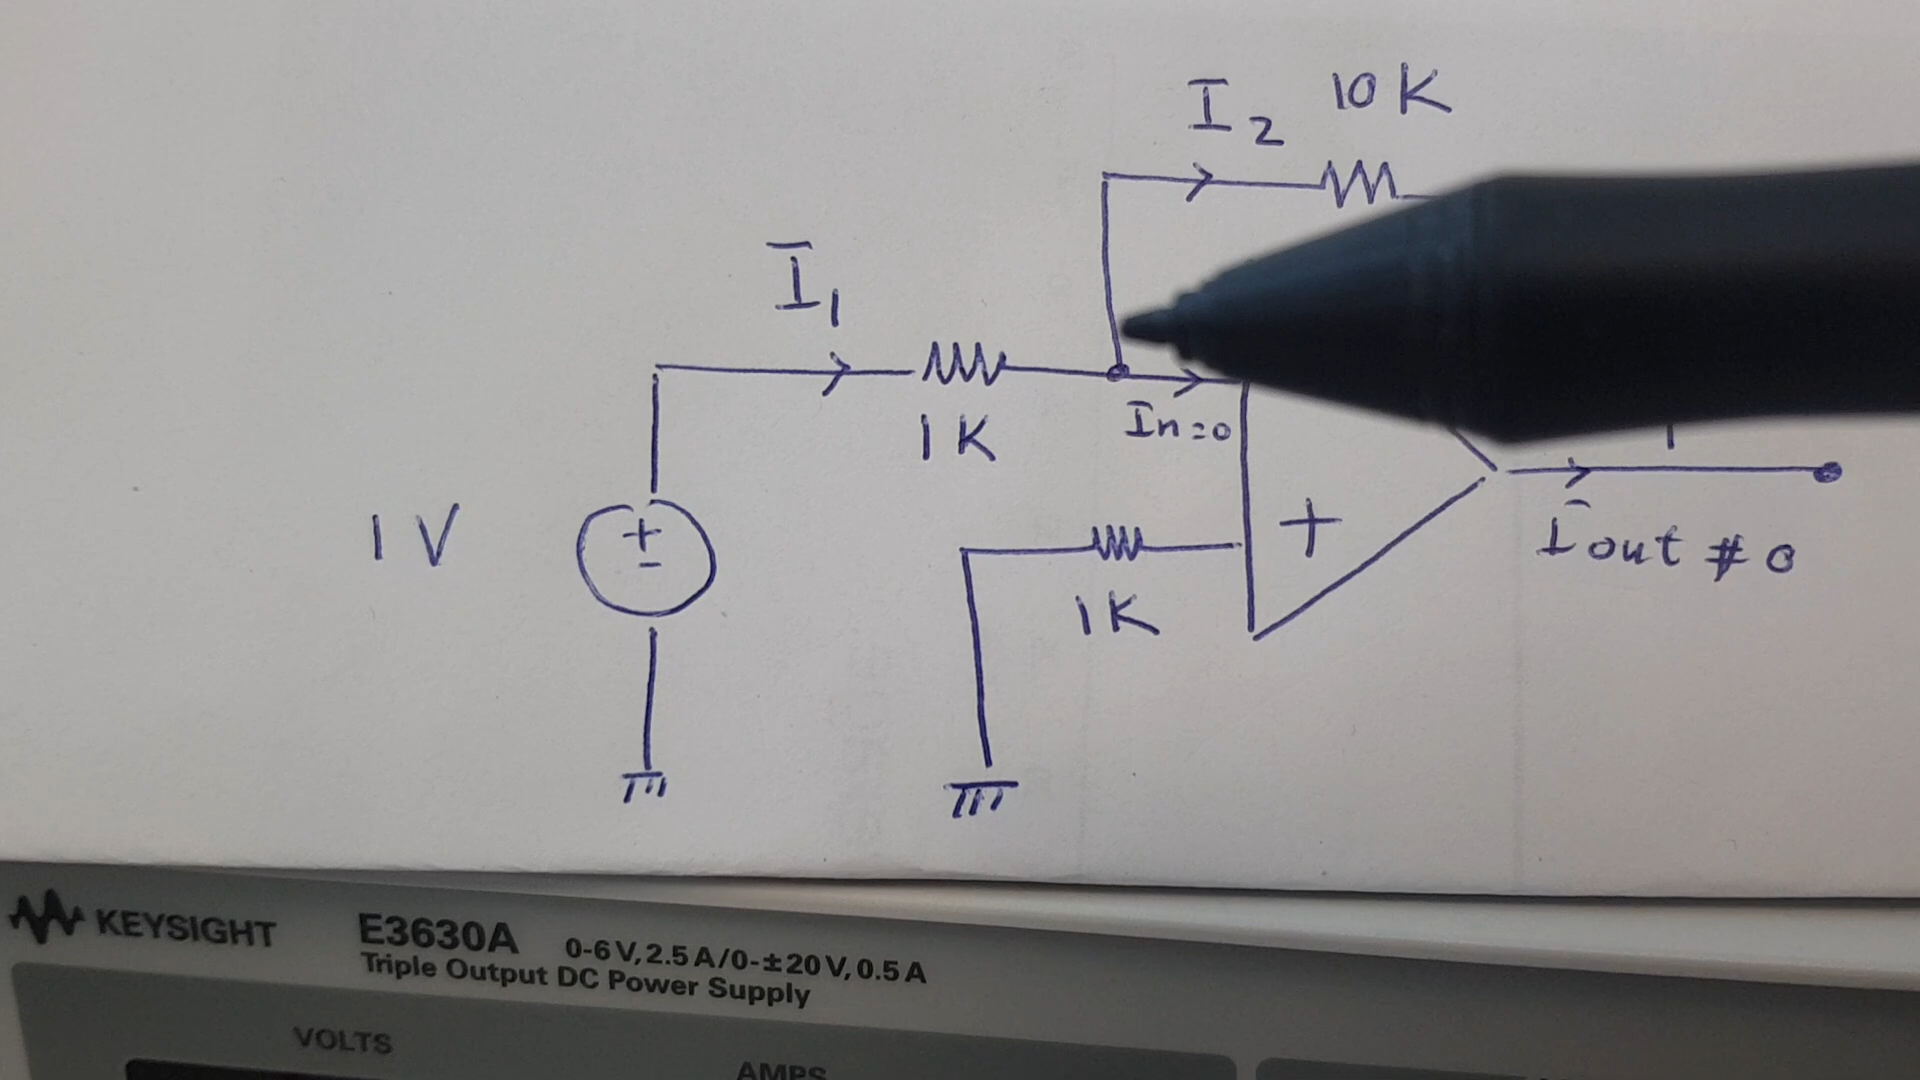 I2 10K
I1
1K
In=0
1V
+
-
+
Iout # 0
1K
KEYSIGHT E3630A 0-6V,2.5A/0-±20V,0.5A
Triple Output DC Power Supply
VOLTS
AMPS